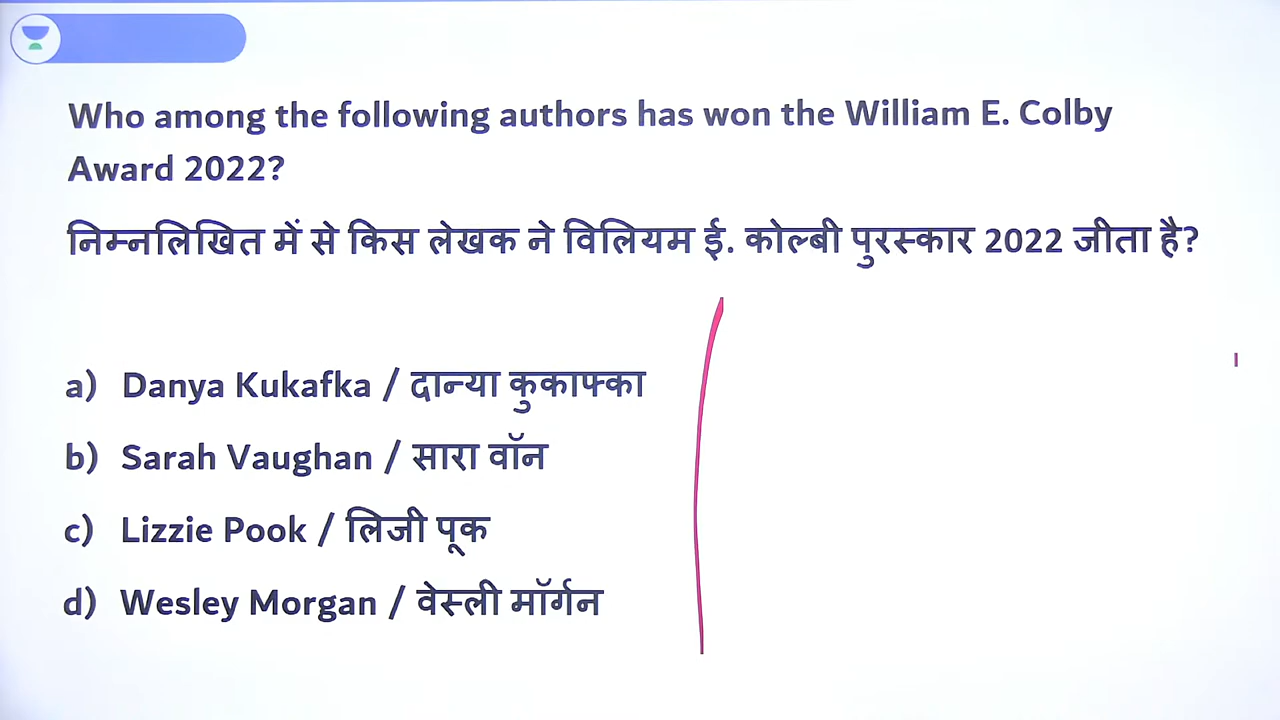 Who among the following authors has won the William E. Colby
Award 2022?
निम्नलिखित में से किस लेखक ने विलियम ई. कोल्बी पुरस्कार 2022 जीता है?
a) Danya Kukafka / दान्या कुकाफ्का
b) Sarah Vaughan / सारा वॉन
c) Lizzie Pook / लिजी पूक
d) Wesley Morgan / वेस्ली मॉर्गन